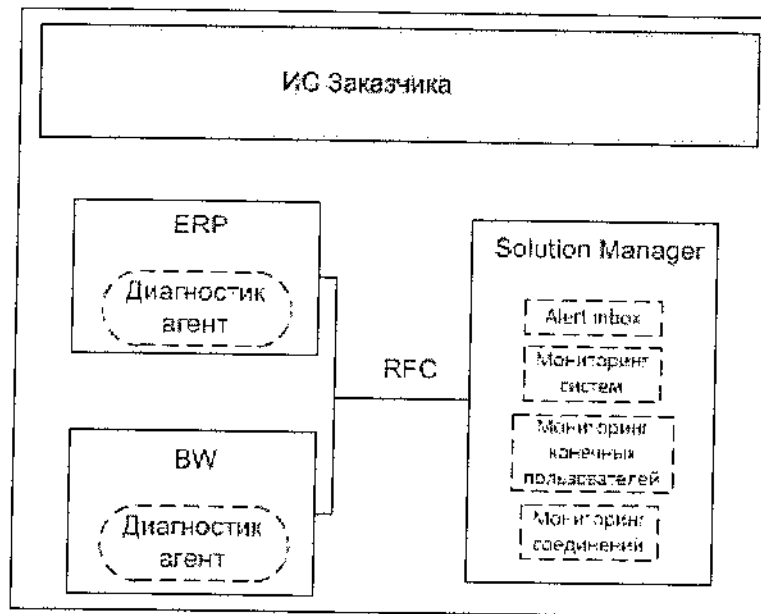 ИС Заказчика
ERP
Диагностик
агент
Solution Manager
Alert inbox
Мониторинг
систем
RFC
Мониторинг
канечных
пользователей
BW
Диагностик
агент
Мониторинг
соединений